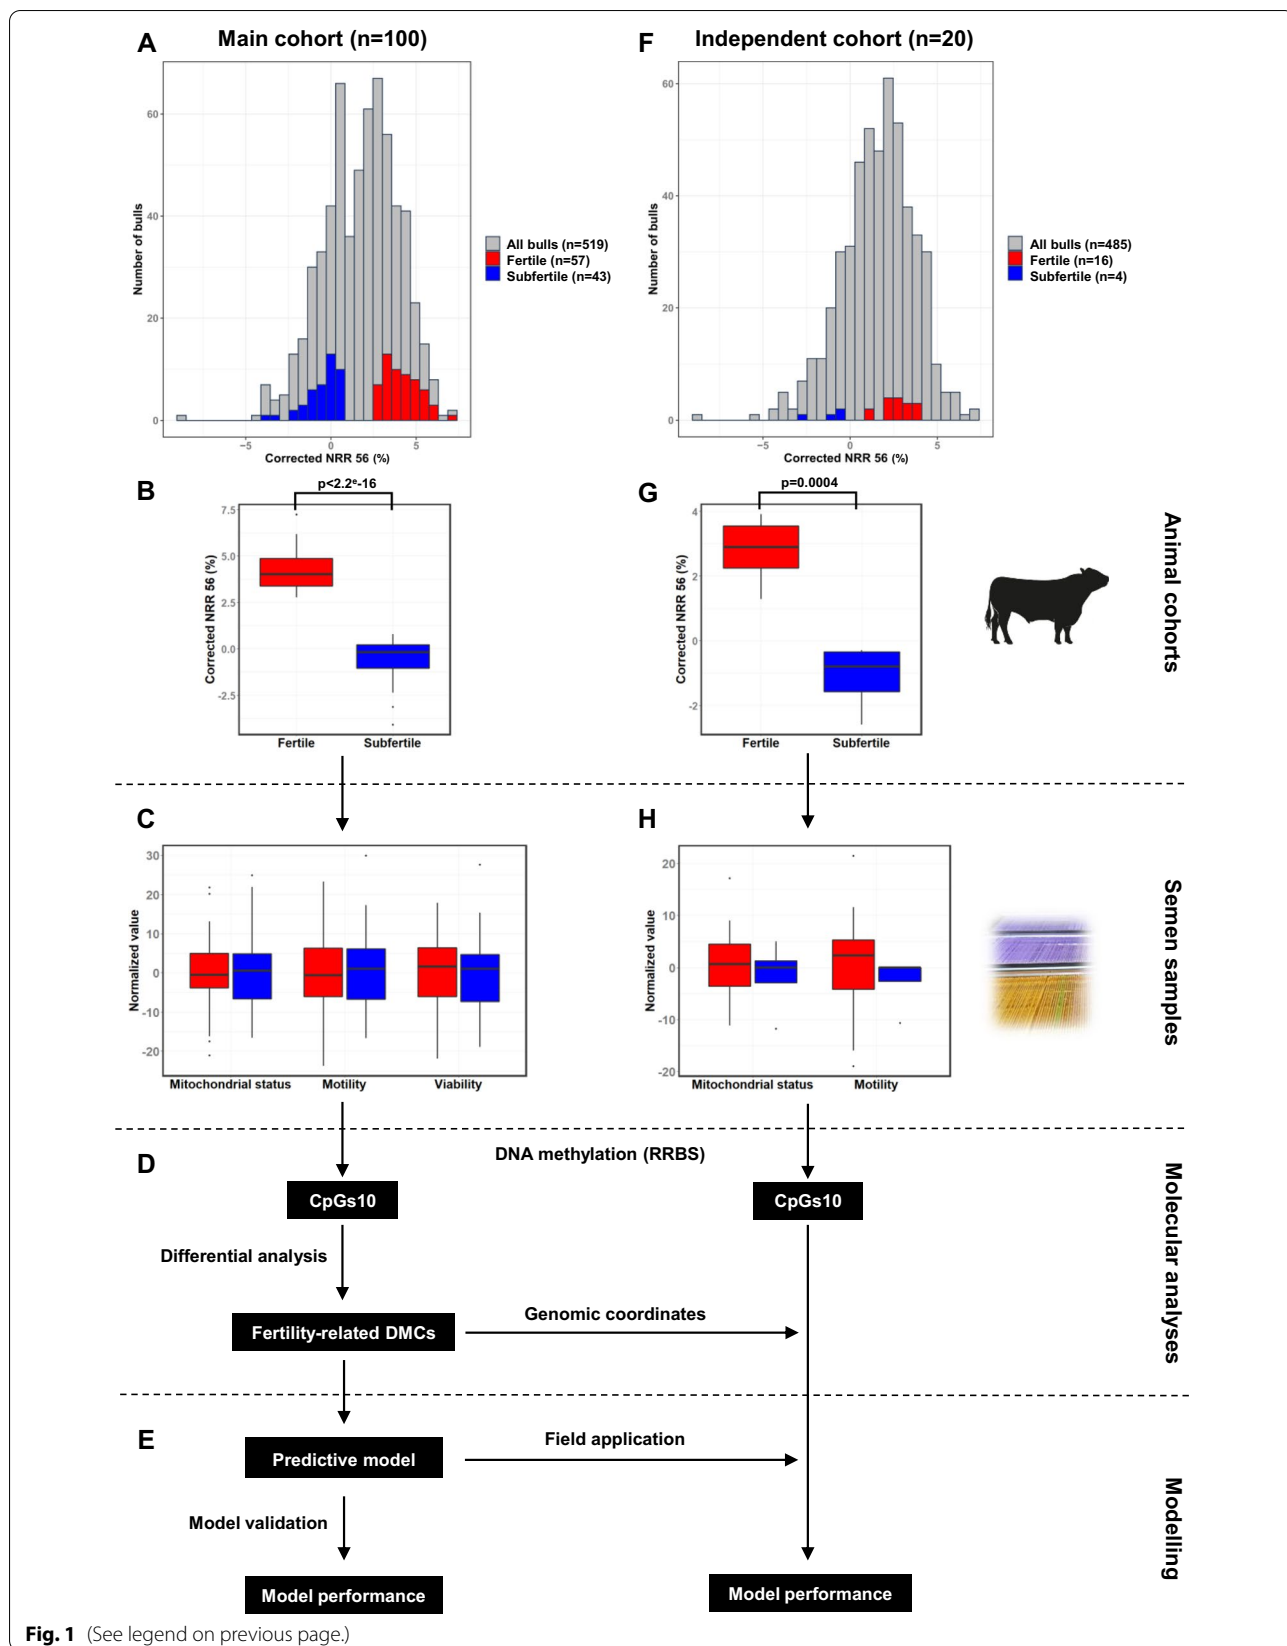 A Main cohort (n=100)
Number of bulls
60
40
20
0
−5 0 5
Corrected NRR 56 (%)
All bulls (n=519)
Fertile (n=57)
Subfertile (n=43)
F Independent cohort (n=20)
Number of bulls
60
40
20
0
−5 0 5
Corrected NRR 56 (%)
All bulls (n=485)
Fertile (n=16)
Subfertile (n=4)
B
p<2.2ᵉ-16
Corrected NRR 56 (%)
7.5
5.0
2.5
0.0
-2.5
Fertile Subfertile
G
p=0.0004
Corrected NRR 56 (%)
4
2
0
-2
Fertile Subfertile
Animal cohorts
C
Normalized value
30
20
10
0
-10
-20
Mitochondrial status Motility Viability
H
Normalized value
20
10
0
-10
-20
Mitochondrial status Motility
Semen samples
D
DNA methylation (RRBS)
CpGs10
CpGs10
Differential analysis
Fertility-related DMCs
Genomic coordinates
Molecular analyses
E
Predictive model
Field application
Model validation
Model performance
Model performance
Modelling
Fig. 1 (See legend on previous page.)